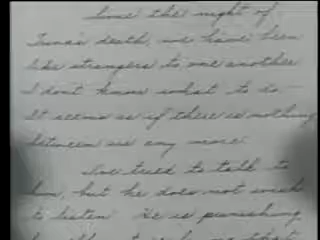 Since the night of
death, we have been
like strangers to one another
I don't know what to do -
It seems as if there is nothing
between us any more.
I've tried to talk to
him, but he does not wish
to listen. He is punishing